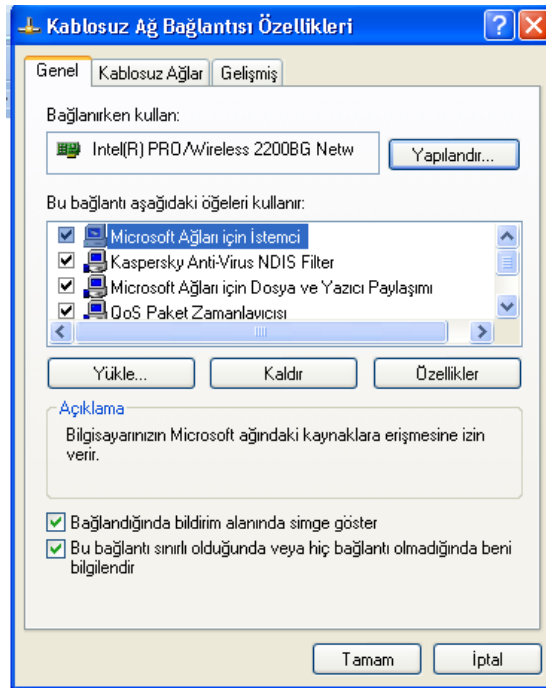 Kablosuz Ağ Bağlantısı Özellikleri
Genel Kablosuz Ağlar Gelişmiş
Bağlanırken kullan:
Intel(R) PRO/Wireless 2200BG Netw Yapılandır...
Bu bağlantı aşağıdaki öğeleri kullanır:
Microsoft Ağları için İstemci
Kaspersky Anti-Virus NDIS Filter
Microsoft Ağları için Dosya ve Yazıcı Paylaşımı
QoS Paket Zamanlayıcısı
Yükle... Kaldır Özellikler
Açıklama
Bilgisayarınızın Microsoft ağındaki kaynaklara erişmesine izin
verir.
Bağlandığında bildirim alanında simge göster
Bu bağlantı sınırlı olduğunda veya hiç bağlantı olmadığında beni
bilgilendir
Tamam İptal